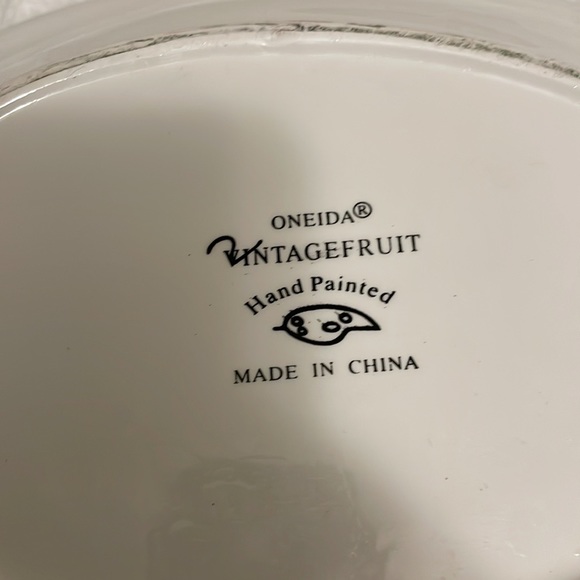 ONEIDA®
VINTAGEFRUIT
Hand Painted
MADE IN CHINA